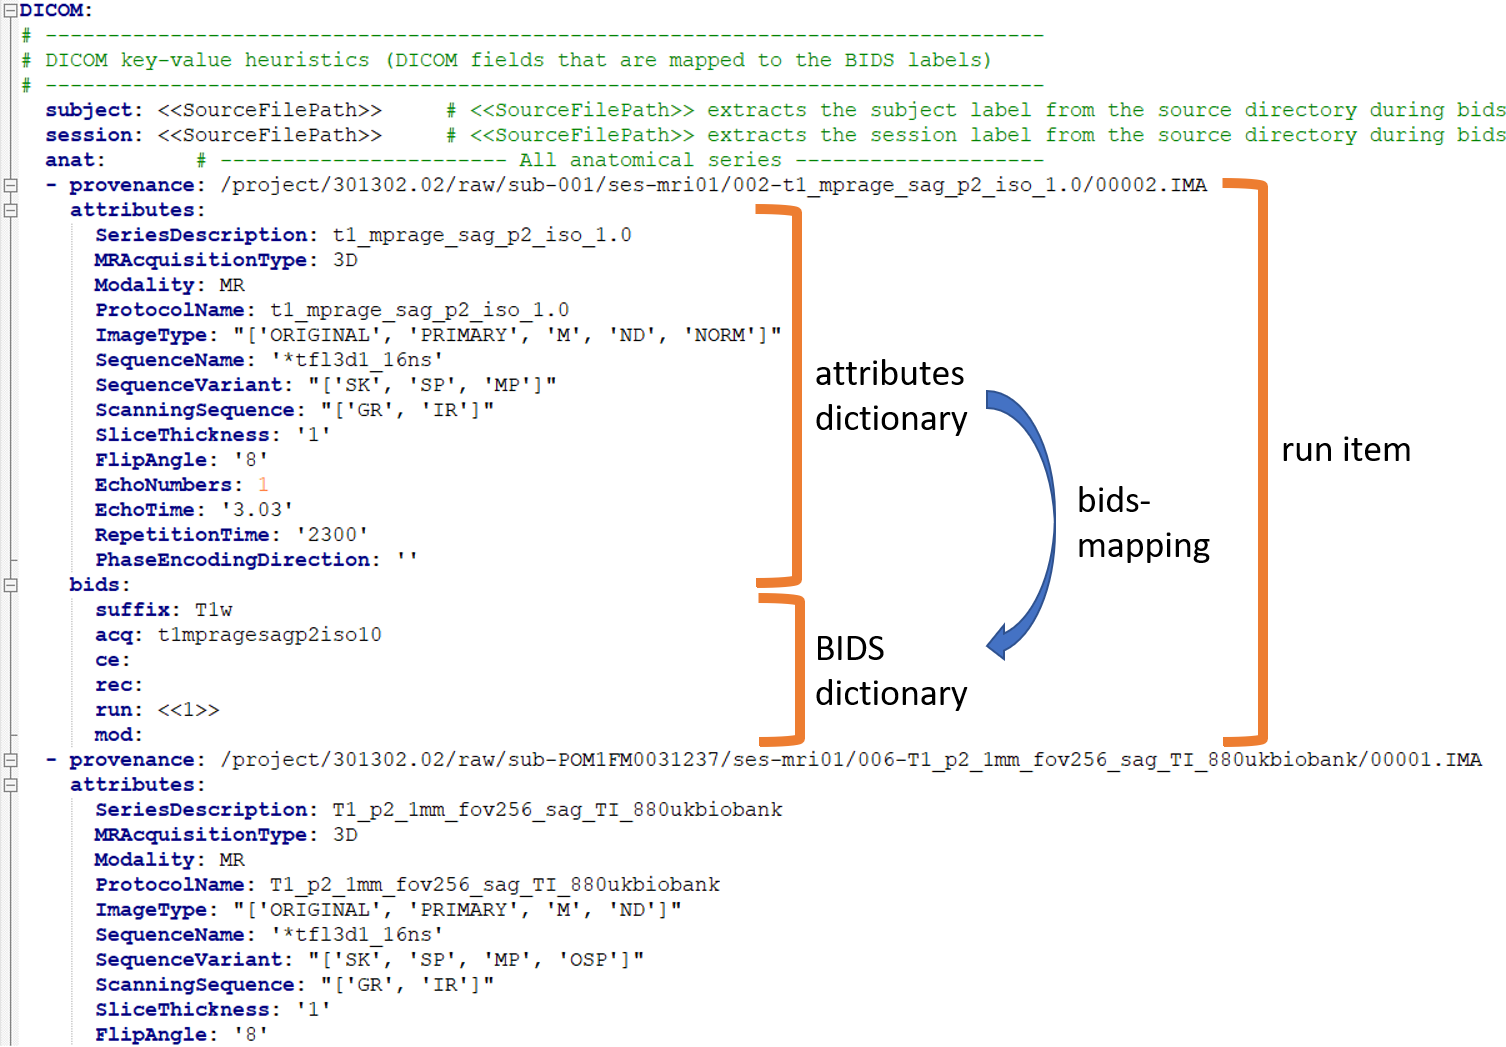 DICOM:
# --------------------------------------------------------------------------------
# DICOM key-value heuristics (DICOM fields that are mapped to the BIDS labels)
# --------------------------------------------------------------------------------
subject: <<SourceFilePath>> # <<SourceFilePath>> extracts the subject label from the source directory during bids
session: <<SourceFilePath>> # <<SourceFilePath>> extracts the session label from the source directory during bids
anat: # ----------------------- All anatomical series --------------------
- provenance: /project/301302.02/raw/sub-001/ses-mri01/002-t1_mprage_sag_p2_iso_1.0/00002.IMA
attributes:
SeriesDescription: t1_mprage_sag_p2_iso_1.0
MRAcquisitionType: 3D
Modality: MR
ProtocolName: t1_mprage_sag_p2_iso_1.0
ImageType: "['ORIGINAL', 'PRIMARY', 'M', 'ND', 'NORM']"
SequenceName: '*tfl3d1_16ns'
SequenceVariant: "['SK', 'SP', 'MP']"
ScanningSequence: "['GR', 'IR']"
SliceThickness: '1'
FlipAngle: '8'
EchoNumbers: 1
EchoTime: '3.03'
RepetitionTime: '2300'
PhaseEncodingDirection: ''
bids:
suffix: T1w
acq: t1mpragesagp2iso10
ce:
rec:
run: <<1>>
mod:
attributes
dictionary
BIDS
dictionary
bids-
mapping
run item
- provenance: /project/301302.02/raw/sub-POM1FM0031237/ses-mri01/006-T1_p2_1mm_fov256_sag_TI_880ukbiobank/00001.IMA
attributes:
SeriesDescription: T1_p2_1mm_fov256_sag_TI_880ukbiobank
MRAcquisitionType: 3D
Modality: MR
ProtocolName: T1_p2_1mm_fov256_sag_TI_880ukbiobank
ImageType: "['ORIGINAL', 'PRIMARY', 'M', 'ND']"
SequenceName: '*tfl3d1_16ns'
SequenceVariant: "['SK', 'SP', 'MP', 'OSP']"
ScanningSequence: "['GR', 'IR']"
SliceThickness: '1'
FlipAngle: '8'